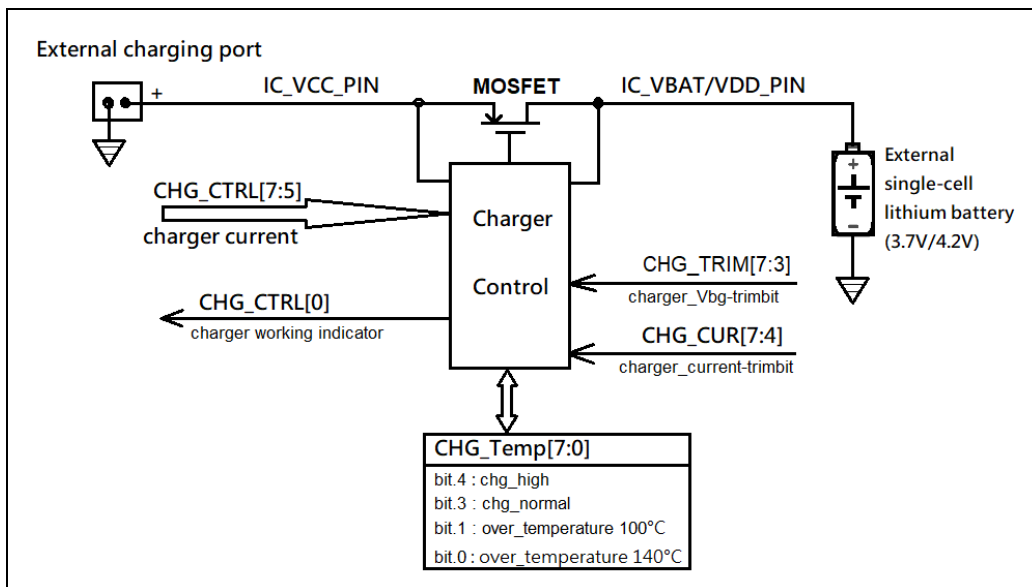 External charging port
+
IC_VCC_PIN
MOSFET
IC_VBAT/VDD_PIN
CHG_CTRL[7:5]
charger current
Charger
Control
+
−
External
single-cell
lithium battery
(3.7V/4.2V)
CHG_TRIM[7:3]
charger_Vbg-trimbit
CHG_CTRL[0]
charger working indicator
CHG_CUR[7:4]
charger_current-trimbit
CHG_Temp[7:0]
bit.4 : chg_high
bit.3 : chg_normal
bit.1 : over_temperature 100°C
bit.0 : over_temperature 140°C